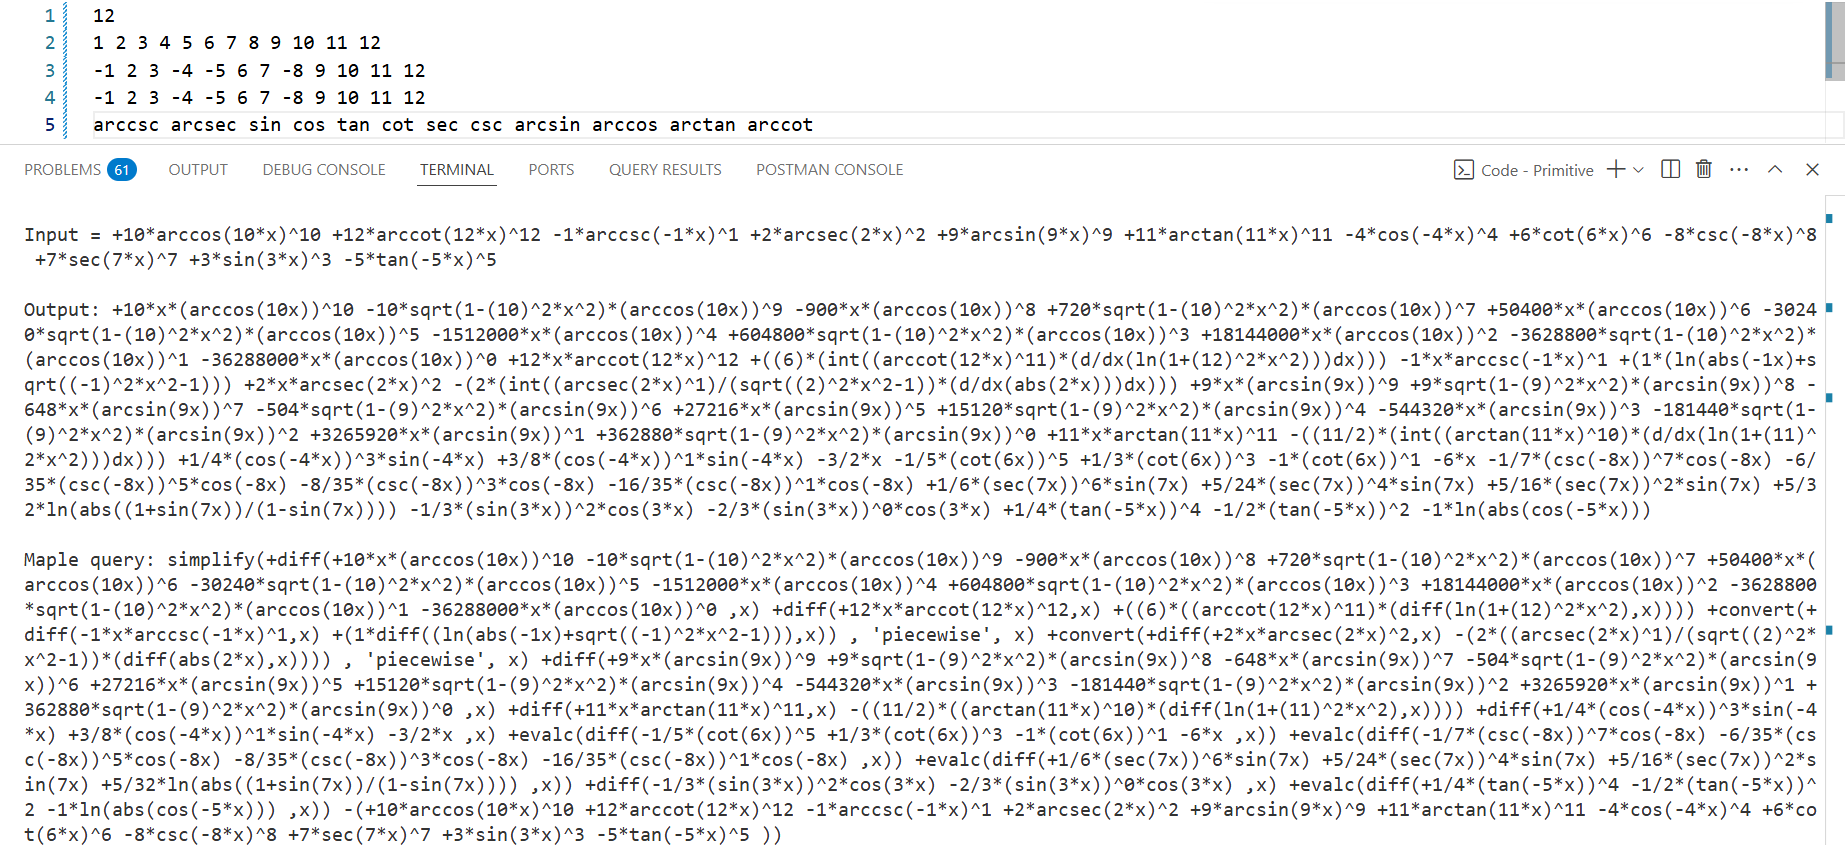 1 12
2 1 2 3 4 5 6 7 8 9 10 11 12
3 -1 2 3 -4 -5 6 7 -8 9 10 11 12
4 -1 2 3 -4 -5 6 7 -8 9 10 11 12
5 arccsc arcsec sin cos tan cot sec csc arcsin arccos arctan arccot
PROBLEMS 61 OUTPUT DEBUG CONSOLE TERMINAL PORTS QUERY RESULTS POSTMAN CONSOLE Code - Primitive
Input = +10*arccos(10*x)^10 +12*arccot(12*x)^12 -1*arccsc(-1*x)^1 +2*arcsec(2*x)^2 +9*arcsin(9*x)^9 +11*arctan(11*x)^11 -4*cos(-4*x)^4 +6*cot(6*x)^6 -8*csc(-8*x)^8
+7*sec(7*x)^7 +3*sin(3*x)^3 -5*tan(-5*x)^5
Output: +10*x*(arccos(10x))^10 -10*sqrt(1-(10)^2*x^2)*(arccos(10x))^9 -900*x*(arccos(10x))^8 +720*sqrt(1-(10)^2*x^2)*(arccos(10x))^7 +50400*x*(arccos(10x))^6 -3024
0*sqrt(1-(10)^2*x^2)*(arccos(10x))^5 -1512000*x*(arccos(10x))^4 +604800*sqrt(1-(10)^2*x^2)*(arccos(10x))^3 +18144000*x*(arccos(10x))^2 -3628800*sqrt(1-(10)^2*x^2)*
(arccos(10x))^1 -36288000*x*(arccos(10x))^0 +12*x*arccot(12*x)^12 +((6)*(int((arccot(12*x)^11)*(d/dx(ln(1+(12)^2*x^2)))dx))) -1*x*arccsc(-1*x)^1 +(1*(ln(abs(-1x)+s
qrt((-1)^2*x^2-1))) +2*x*arcsec(2*x)^2 -(2*(int((arcsec(2*x)^1)/(sqrt((2)^2*x^2-1))*(d/dx(abs(2*x)))dx))) +9*x*(arcsin(9x))^9 +9*sqrt(1-(9)^2*x^2)*(arcsin(9x))^8 -
648*x*(arcsin(9x))^7 -504*sqrt(1-(9)^2*x^2)*(arcsin(9x))^6 +27216*x*(arcsin(9x))^5 +15120*sqrt(1-(9)^2*x^2)*(arcsin(9x))^4 -544320*x*(arcsin(9x))^3 -181440*sqrt(1-
(9)^2*x^2)*(arcsin(9x))^2 +3265920*x*(arcsin(9x))^1 +362880*sqrt(1-(9)^2*x^2)*(arcsin(9x))^0 +11*x*arctan(11*x)^11 -((11/2)*(int((arctan(11*x)^10)*(d/dx(ln(1+(11)^
2*x^2)))dx))) +1/4*(cos(-4*x))^3*sin(-4*x) +3/8*(cos(-4*x))^1*sin(-4*x) -3/2*x -1/5*(cot(6x))^5 +1/3*(cot(6x))^3 -1*(cot(6x))^1 -6*x -1/7*(csc(-8x))^7*cos(-8x) -6/
35*(csc(-8x))^5*cos(-8x) -8/35*(csc(-8x))^3*cos(-8x) -16/35*(csc(-8x))^1*cos(-8x) +1/6*(sec(7x))^6*sin(7x) +5/24*(sec(7x))^4*sin(7x) +5/16*(sec(7x))^2*sin(7x) +5/3
2*ln(abs((1+sin(7x))/(1-sin(7x)))) -1/3*(sin(3*x))^2*cos(3*x) -2/3*(sin(3*x))^0*cos(3*x) +1/4*(tan(-5*x))^4 -1/2*(tan(-5*x))^2 -1*ln(abs(cos(-5*x)))
Maple query: simplify(+diff(+10*x*(arccos(10x))^10 -10*sqrt(1-(10)^2*x^2)*(arccos(10x))^9 -900*x*(arccos(10x))^8 +720*sqrt(1-(10)^2*x^2)*(arccos(10x))^7 +50400*x*(
arccos(10x))^6 -30240*sqrt(1-(10)^2*x^2)*(arccos(10x))^5 -1512000*x*(arccos(10x))^4 +604800*sqrt(1-(10)^2*x^2)*(arccos(10x))^3 +18144000*x*(arccos(10x))^2 -3628800
*sqrt(1-(10)^2*x^2)*(arccos(10x))^1 -36288000*x*(arccos(10x))^0 ,x) +diff(+12*x*arccot(12*x)^12,x) +((6)*((arccot(12*x)^11)*(diff(ln(1+(12)^2*x^2),x)))) +convert(+
diff(-1*x*arccsc(-1*x)^1,x) +(1*diff((ln(abs(-1x)+sqrt((-1)^2*x^2-1))),x)) , 'piecewise', x) +convert(+diff(+2*x*arcsec(2*x)^2,x) -(2*((arcsec(2*x)^1)/(sqrt((2)^2*
x^2-1))*(diff(abs(2*x),x)))) , 'piecewise', x) +diff(+9*x*(arcsin(9x))^9 +9*sqrt(1-(9)^2*x^2)*(arcsin(9x))^8 -648*x*(arcsin(9x))^7 -504*sqrt(1-(9)^2*x^2)*(arcsin(9
x))^6 +27216*x*(arcsin(9x))^5 +15120*sqrt(1-(9)^2*x^2)*(arcsin(9x))^4 -544320*x*(arcsin(9x))^3 -181440*sqrt(1-(9)^2*x^2)*(arcsin(9x))^2 +3265920*x*(arcsin(9x))^1 +
362880*sqrt(1-(9)^2*x^2)*(arcsin(9x))^0 ,x) +diff(+11*x*arctan(11*x)^11,x) -((11/2)*((arctan(11*x)^10)*(diff(ln(1+(11)^2*x^2),x)))) +diff(+1/4*(cos(-4*x))^3*sin(-4
*x) +3/8*(cos(-4*x))^1*sin(-4*x) -3/2*x ,x) +evalc(diff(-1/5*(cot(6x))^5 +1/3*(cot(6x))^3 -1*(cot(6x))^1 -6*x ,x)) +evalc(diff(-1/7*(csc(-8x))^7*cos(-8x) -6/35*(cs
c(-8x))^5*cos(-8x) -8/35*(csc(-8x))^3*cos(-8x) -16/35*(csc(-8x))^1*cos(-8x) ,x)) +evalc(diff(+1/6*(sec(7x))^6*sin(7x) +5/24*(sec(7x))^4*sin(7x) +5/16*(sec(7x))^2*s
in(7x) +5/32*ln(abs((1+sin(7x))/(1-sin(7x)))) ,x)) +diff(-1/3*(sin(3*x))^2*cos(3*x) -2/3*(sin(3*x))^0*cos(3*x) ,x) +evalc(diff(+1/4*(tan(-5*x))^4 -1/2*(tan(-5*x))^
2 -1*ln(abs(cos(-5*x))) ,x)) -(+10*arccos(10*x)^10 +12*arccot(12*x)^12 -1*arccsc(-1*x)^1 +2*arcsec(2*x)^2 +9*arcsin(9*x)^9 +11*arctan(11*x)^11 -4*cos(-4*x)^4 +6*co
t(6*x)^6 -8*csc(-8*x)^8 +7*sec(7*x)^7 +3*sin(3*x)^3 -5*tan(-5*x)^5 ))